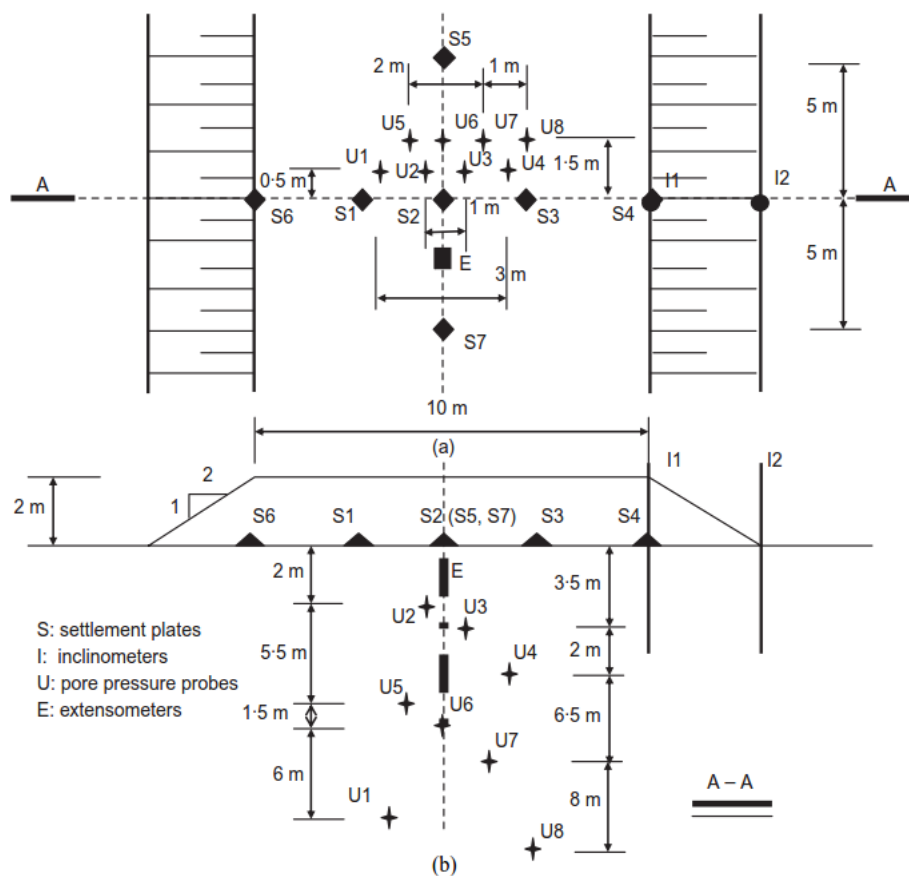 S5
2 m
1 m
5 m
U5
U6
U7
U8
U1
U2
U3
U4
1·5 m
0·5 m
A
I1
I2
A
S6
S1
S2
1 m
S3
S4
E
3 m
5 m
S7
10 m
(a)
I1
I2
2
1
2 m
S6
S1
S2 (S5, S7)
S3
S4
2 m
E
3·5 m
U2
U3
S: settlement plates
I: inclinometers
U: pore pressure probes
E: extensometers
5·5 m
2 m
U4
U5
U6
1·5 m
6·5 m
U7
6 m
A – A
8 m
U1
U8
(b)